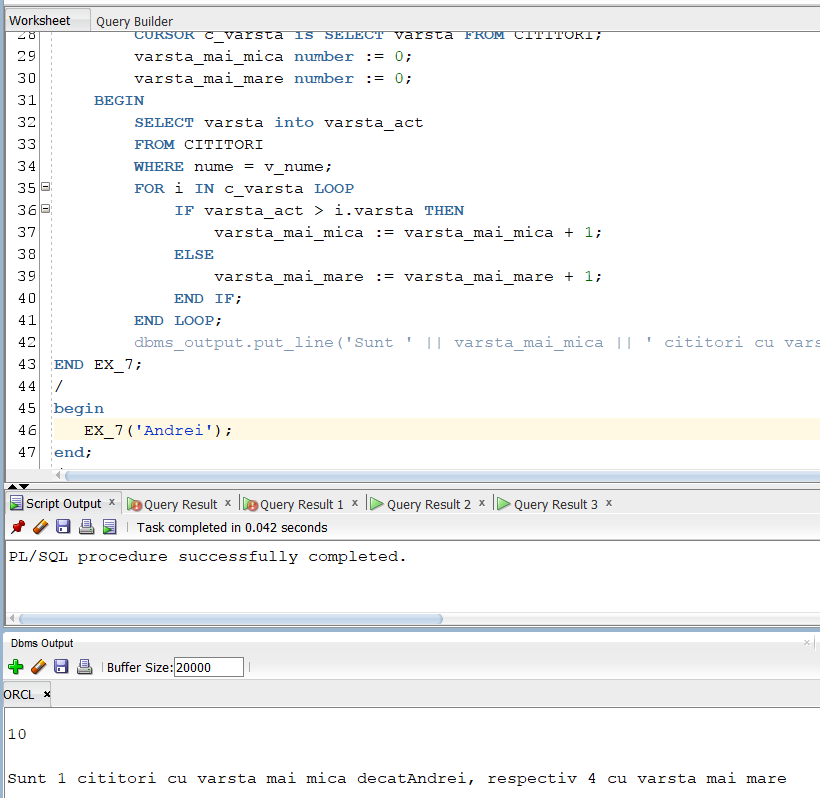 Worksheet Query Builder
28 CURSOR c_varsta is SELECT varsta FROM CITITORI;
29 varsta_mai_mica number := 0;
30 varsta_mai_mare number := 0;
31 BEGIN
32 SELECT varsta into varsta_act
33 FROM CITITORI
34 WHERE nume = v_nume;
35 FOR i IN c_varsta LOOP
36 IF varsta_act > i.varsta THEN
37 varsta_mai_mica := varsta_mai_mica + 1;
38 ELSE
39 varsta_mai_mare := varsta_mai_mare + 1;
40 END IF;
41 END LOOP;
42 dbms_output.put_line('Sunt ' || varsta_mai_mica || ' cititori cu vars
43 END EX_7;
44 /
45 begin
46 EX_7('Andrei');
47 end;
Script Output x Query Result x Query Result 1 x Query Result 2 x Query Result 3 x
Task completed in 0.042 seconds
PL/SQL procedure successfully completed.
Dbms Output x
Buffer Size: 20000
ORCL x
10
Sunt 1 cititori cu varsta mai mica decatAndrei, respectiv 4 cu varsta mai mare